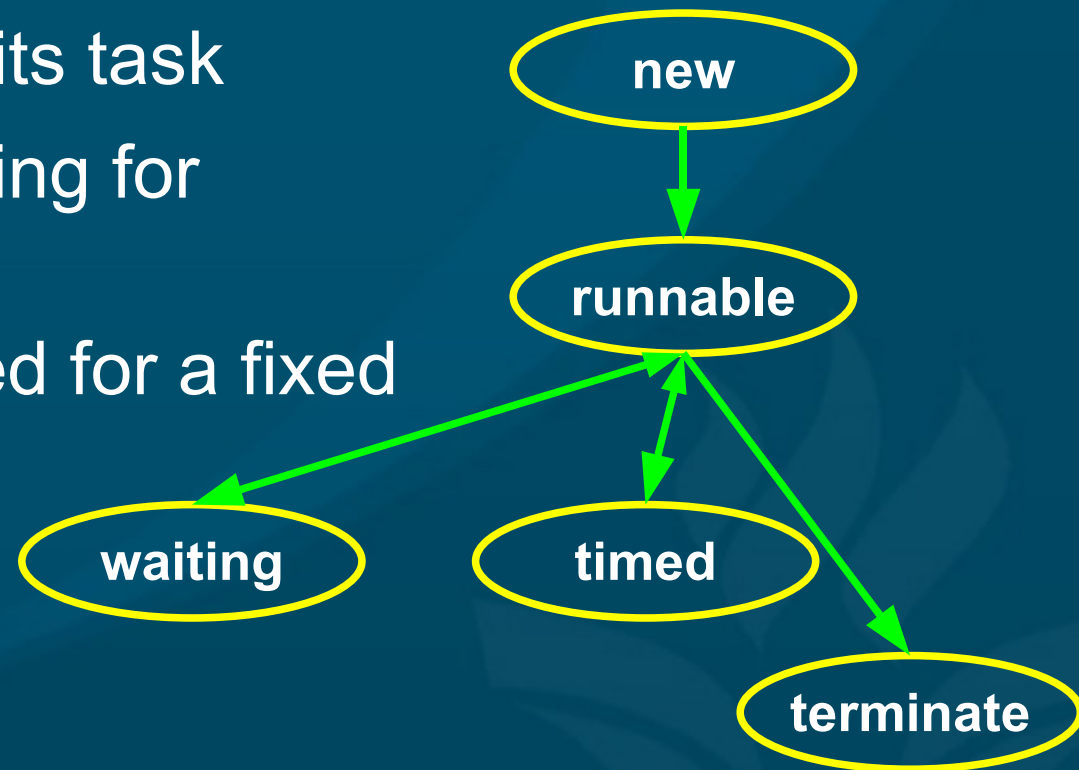 its task
ing for
ed for a fixed
new
runnable
waiting
timed
terminate